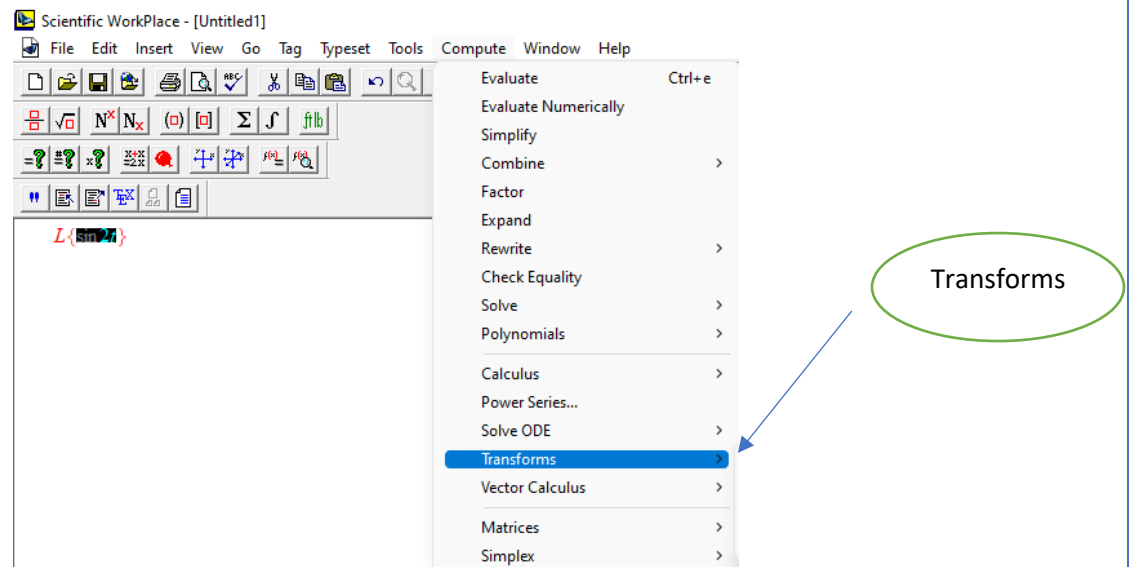 Scientific WorkPlace - [Untitled1]
File Edit Insert View Go Tag Typeset Tools Compute Window Help
Evaluate Ctrl+e
Evaluate Numerically
Simplify
Combine
Factor
Expand
Rewrite
Check Equality
Solve
Polynomials
Calculus
Power Series...
Solve ODE
Transforms
Vector Calculus
Matrices
Simplex
L{sin 2t}
Transforms